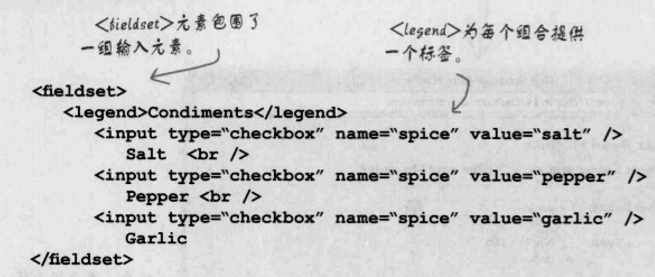 <fieldset>元素包围了
一组输入元素。
<legend>为每个组合提供
一个标签。
<fieldset>
<legend>Condiments</legend>
<input type="checkbox" name="spice" value="salt" />
Salt <br />
<input type="checkbox" name="spice" value="pepper" />
Pepper <br />
<input type="checkbox" name="spice" value="garlic" />
Garlic
</fieldset>